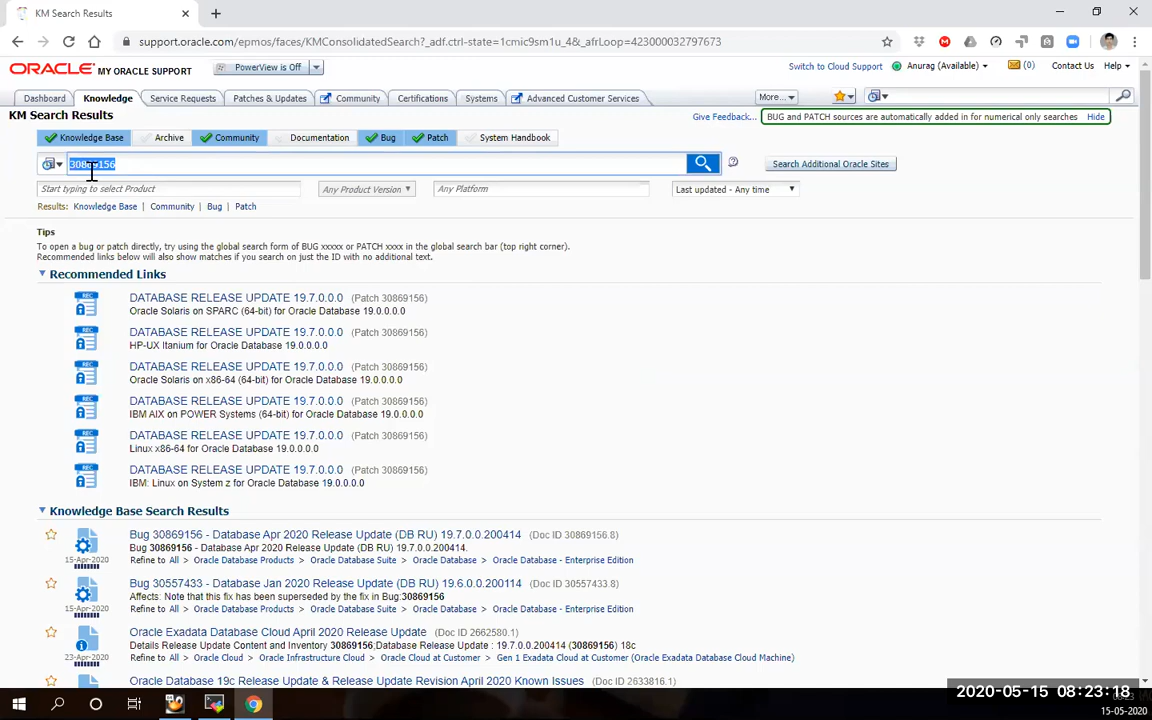 KM Search Results
support.oracle.com/epmos/faces/KMConsolidatedSearch?_adf.ctrl-state=1cmic9sm1u_4&_afrLoop=423000032797673
ORACLE MY ORACLE SUPPORT
PowerView is Off
Switch to Cloud Support
Anurag (Available)
(0)
Contact Us
Help
Dashboard
Knowledge
Service Requests
Patches & Updates
Community
Certifications
Systems
Advanced Customer Services
More...
KM Search Results
Give Feedback...
BUG and PATCH sources are automatically added in for numerical only searches Hide
Knowledge Base
Archive
Community
Documentation
Bug
Patch
System Handbook
30869156
Search Additional Oracle Sites
Start typing to select Product
Any Product Version
Any Platform
Last updated - Any time
Results: Knowledge Base | Community | Bug | Patch
Tips
To open a bug or patch directly, try using the global search form of BUG xxxxx or PATCH xxxx in the global search bar (top right corner).
Recommended links below will also show matches if you search on just the ID with no additional text.
Recommended Links
DATABASE RELEASE UPDATE 19.7.0.0.0 (Patch 30869156)
Oracle Solaris on SPARC (64-bit) for Oracle Database 19.0.0.0.0
DATABASE RELEASE UPDATE 19.7.0.0.0 (Patch 30869156)
HP-UX Itanium for Oracle Database 19.0.0.0.0
DATABASE RELEASE UPDATE 19.7.0.0.0 (Patch 30869156)
Oracle Solaris on x86-64 (64-bit) for Oracle Database 19.0.0.0.0
DATABASE RELEASE UPDATE 19.7.0.0.0 (Patch 30869156)
IBM AIX on POWER Systems (64-bit) for Oracle Database 19.0.0.0.0
DATABASE RELEASE UPDATE 19.7.0.0.0 (Patch 30869156)
Linux x86-64 for Oracle Database 19.0.0.0.0
DATABASE RELEASE UPDATE 19.7.0.0.0 (Patch 30869156)
IBM: Linux on System z for Oracle Database 19.0.0.0.0
Knowledge Base Search Results
Bug 30869156 - Database Apr 2020 Release Update (DB RU) 19.7.0.0.200414 (Doc ID 30869156.8)
Bug 30869156 - Database Apr 2020 Release Update (DB RU) 19.7.0.0.200414.
15-Apr-2020
Refine to All > Oracle Database Products > Oracle Database Suite > Oracle Database > Oracle Database - Enterprise Edition
Bug 30557433 - Database Jan 2020 Release Update (DB RU) 19.6.0.0.200114 (Doc ID 30557433.8)
Affects: Note that this fix has been superseded by the fix in Bug:30869156
15-Apr-2020
Refine to All > Oracle Database Products > Oracle Database Suite > Oracle Database > Oracle Database - Enterprise Edition
Oracle Exadata Database Cloud April 2020 Release Update (Doc ID 2662580.1)
Details Release Update Content and Inventory 30869156;Database Release Update : 19.7.0.0.200414 (30869156) 18c
23-Apr-2020
Refine to All > Oracle Cloud > Oracle Infrastructure Cloud > Oracle Cloud at Customer > Gen 1 Exadata Cloud at Customer (Oracle Exadata Database Cloud Machine)
Oracle Database 19c Release Update & Release Update Revision April 2020 Known Issues (Doc ID 2633816.1)
2020-05-15 08:23:18
15-05-2020